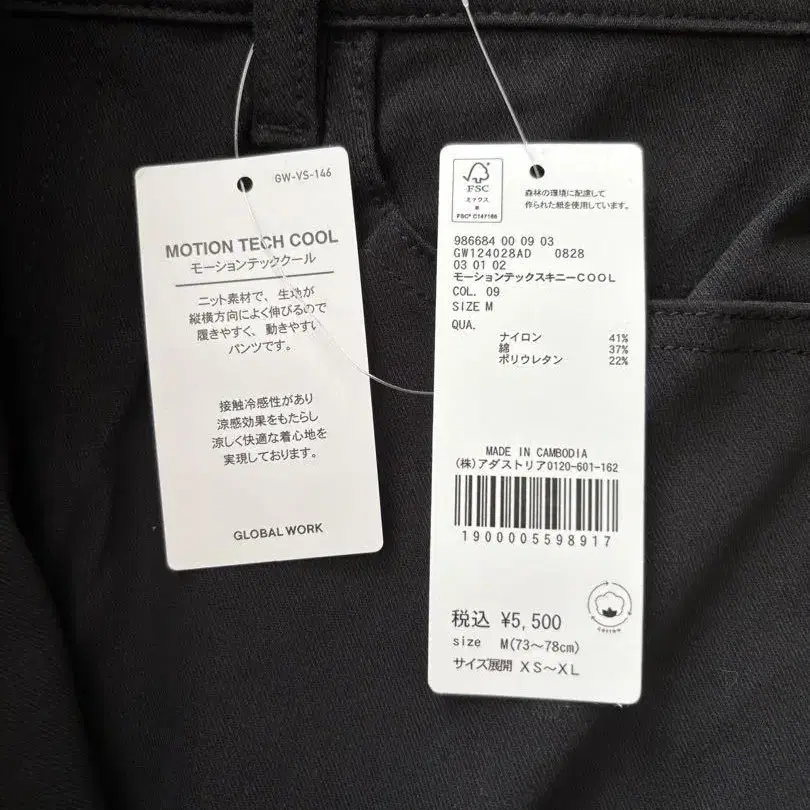 GW-VS-146
MOTION TECH COOL
モーションテッククール
ニット素材で、生地が
縦横方向によく伸びるので
履きやすく、動きやすい
パンツです。
接触冷感性があり
涼感効果をもたらし
涼しく快適な着心地を
実現しております。
GLOBAL WORK
FSC
ミックス
紙
FSC® C147186
森林の環境に配慮して
作られた紙を使用しています。
986684 00 09 03
GW124028AD 0828
03 01 02
モーションテックスキニーCOOL
COL. 09
SIZE M
QUA.
ナイロン 41%
綿 37%
ポリウレタン 22%
MADE IN CAMBODIA
(株)アダストリア0120-601-162
1900005598917
税込 ¥5,500
size M(73〜78cm)
サイズ展開 XS〜XL
cotton